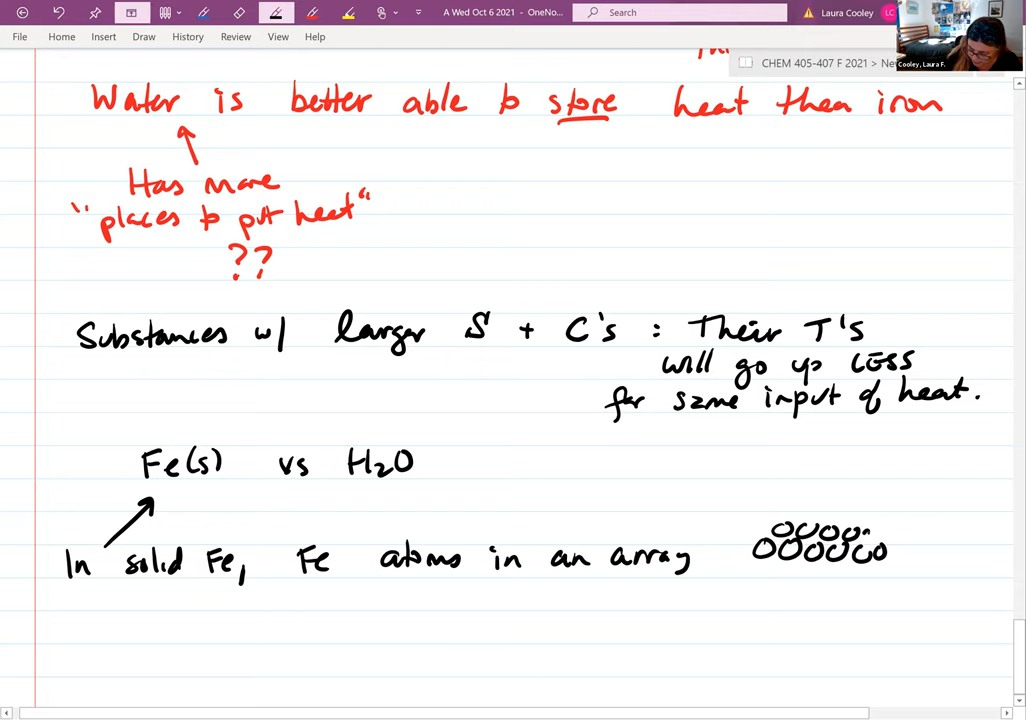 A Wed Oct 6 2021 - OneNo...
Search
Laura Cooley
LC
File Home Insert Draw History Review View Help
Cooley, Laura F.
CHEM 405-407 F 2021 > Ne
Water is better able to store heat then iron
Has more
"places to put heat"
??
Substances w/ larger S + C's : Their T's
will go up LESS
for same input of heat.
Fe(s) vs H2O
In solid Fe, Fe atoms in an array